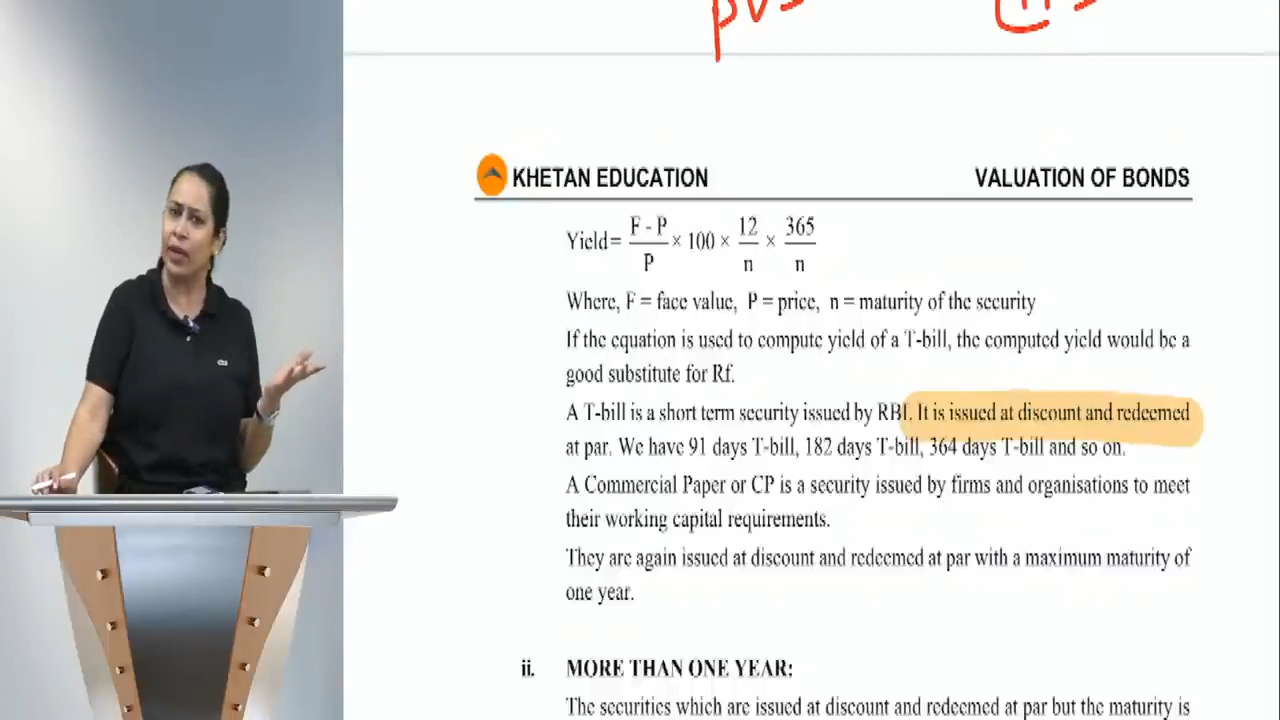 KHETAN EDUCATION VALUATION OF BONDS
Yield = F - P / P × 100 × 12 / n × 365 / n
Where, F = face value, P = price, n = maturity of the security
If the equation is used to compute yield of a T-bill, the computed yield would be a
good substitute for Rf.
A T-bill is a short term security issued by RBI. It is issued at discount and redeemed
at par. We have 91 days T-bill, 182 days T-bill, 364 days T-bill and so on.
A Commercial Paper or CP is a security issued by firms and organisations to meet
their working capital requirements.
They are again issued at discount and redeemed at par with a maximum maturity of
one year.
ii. MORE THAN ONE YEAR:
The securities which are issued at discount and redeemed at par but the maturity is